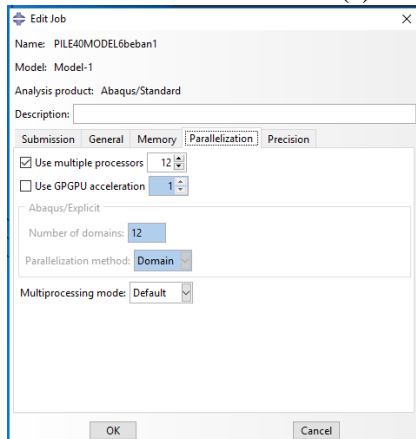 Edit Job
Name: PILE40MODEL6beban1
Model: Model-1
Analysis product: Abaqus/Standard
Description:
Submission General Memory Parallelization Precision
Use multiple processors 12
Use GPGPU acceleration 1
Abaqus/Explicit
Number of domains: 12
Parallelization method: Domain
Multiprocessing mode: Default
OK Cancel